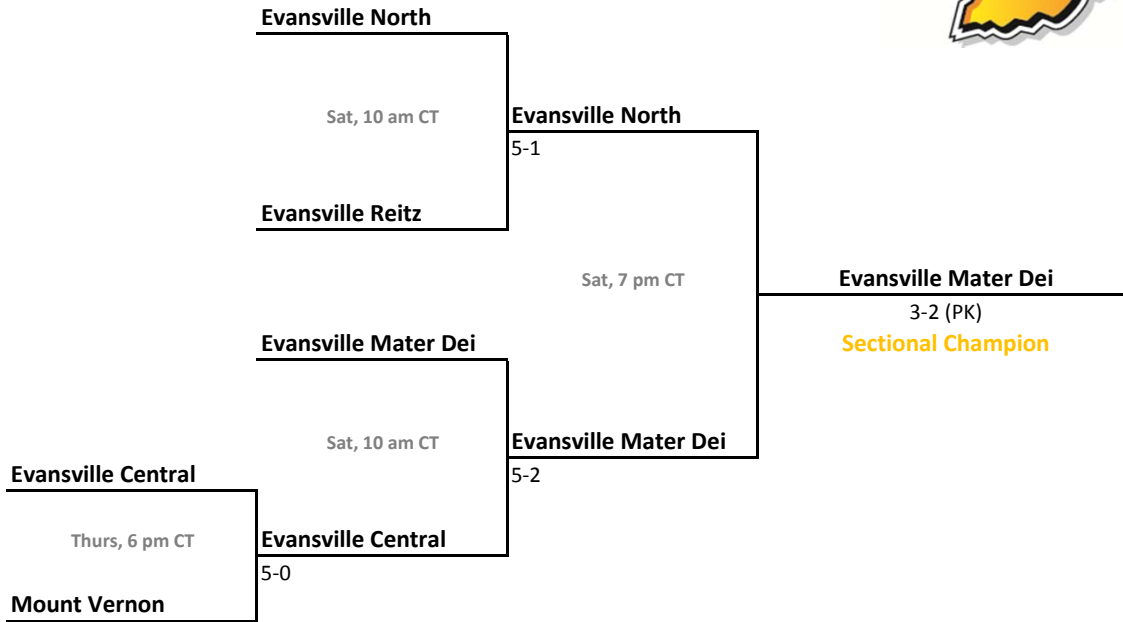 Evansville North
Sat, 10 am CT
Evansville North
5-1
Evansville Reitz
Sat, 7 pm CT
Evansville Mater Dei
3-2 (PK)
Sectional Champion
Evansville Mater Dei
Sat, 10 am CT
Evansville Mater Dei
5-2
Evansville Central
Thurs, 6 pm CT
Evansville Central
5-0
Mount Vernon